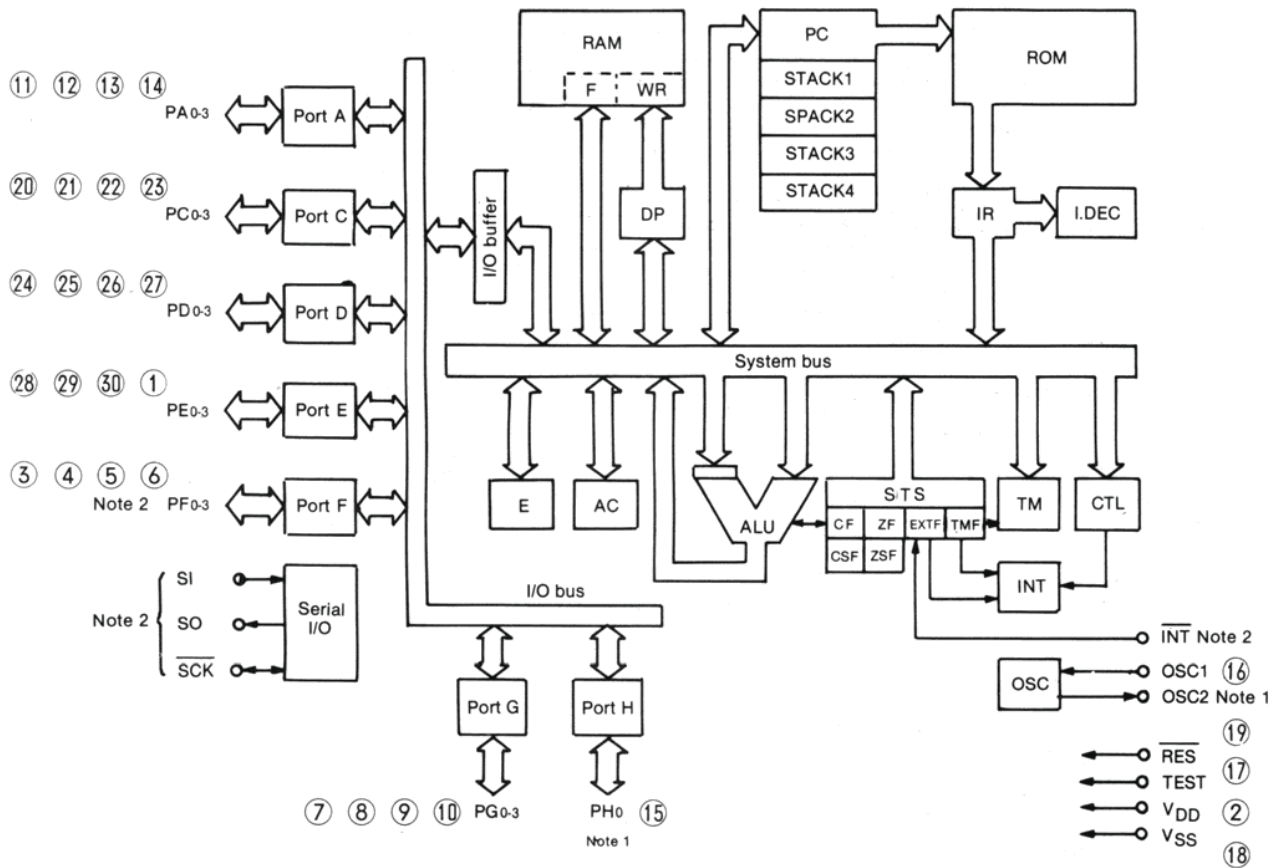 RAM
F
WR
PC
STACK1
SPACK2
STACK3
STACK4
ROM
DP
IR
I.DEC
I/O buffer
⑪ ⑫ ⑬ ⑭
PA0-3
Port A
⑳ ㉑ ㉒ ㉓
PC0-3
Port C
㉔ ㉕ ㉖ ㉗
PD0-3
Port D
㉘ ㉙ ㉚ ①
PE0-3
Port E
③ ④ ⑤ ⑥
Note 2 PF0-3
Port F
Note 2
SI
SO
SCK
Serial
I/O
System bus
E
AC
ALU
STS
CF
ZF
EXTF
TMF
CSF
ZSF
TM
CTL
INT
I/O bus
Port G
Port H
⑦ ⑧ ⑨ ⑩ PG0-3
PH0 ⑮
Note 1
INT Note 2
OSC
OSC1 ⑯
OSC2 Note 1
⑲
RES
⑰
TEST
VDD ②
VSS
⑱